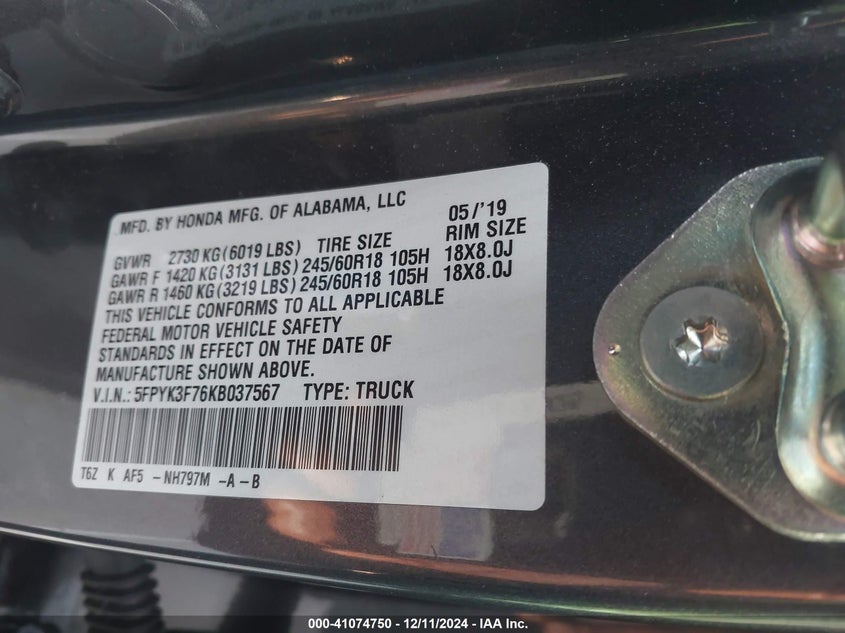 MFD. BY HONDA MFG. OF ALABAMA, LLC 05/'19
GVWR 2730 KG(6019 LBS) TIRE SIZE RIM SIZE
GAWR F 1420 KG(3131 LBS) 245/60R18 105H 18X8.0J
GAWR R 1460 KG(3219 LBS) 245/60R18 105H 18X8.0J
THIS VEHICLE CONFORMS TO ALL APPLICABLE
FEDERAL MOTOR VEHICLE SAFETY
STANDARDS IN EFFECT ON THE DATE OF
MANUFACTURE SHOWN ABOVE.
V.I.N.: 5FPYK3F76KB037567 TYPE: TRUCK
T6Z K AF5 -NH797M -A-B
000-41074750 - 12/11/2024 - IAA Inc.